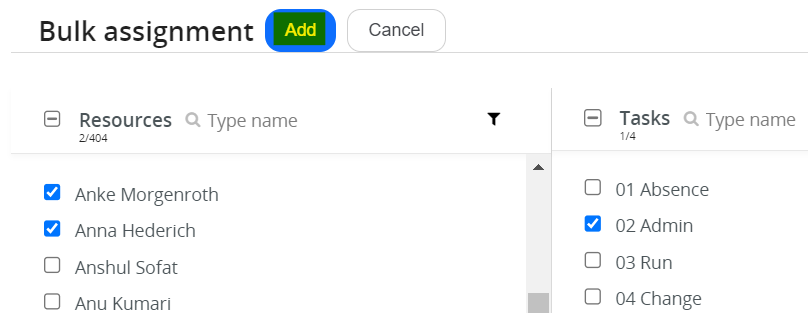 Bulk assignment Add Cancel
Resources Type name
2/404
Anke Morgenroth
Anna Hederich
Anshul Sofat
Anu Kumari
Tasks Type name
1/4
01 Absence
02 Admin
03 Run
04 Change